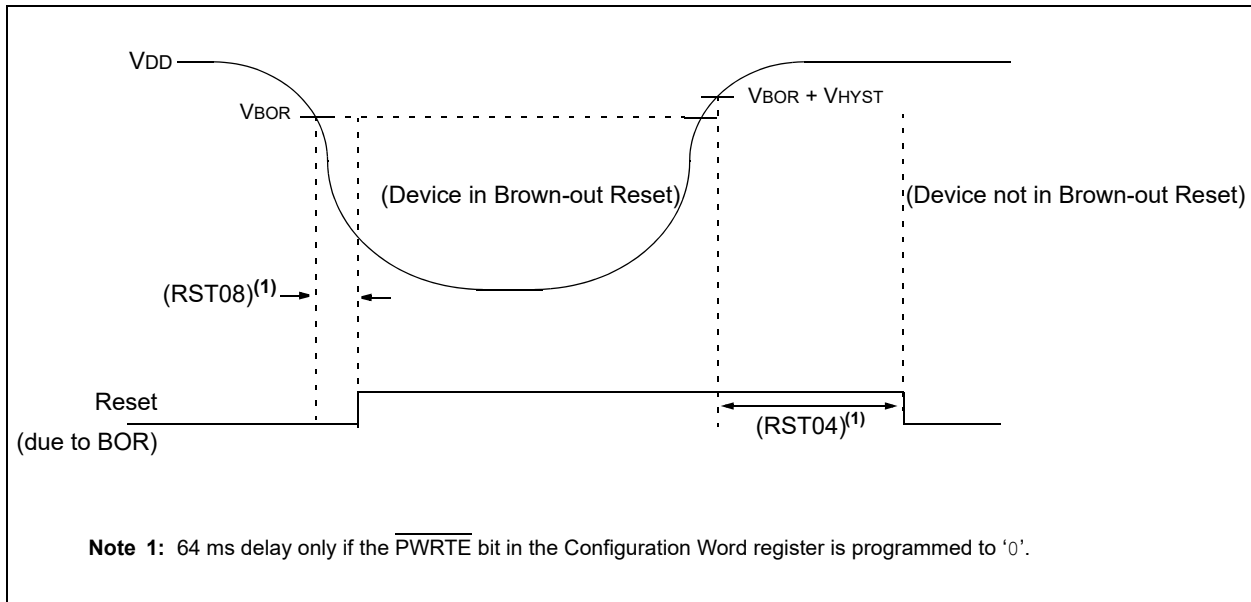 VDD
VBOR
VBOR + VHYST
(Device in Brown-out Reset)
(Device not in Brown-out Reset)
(RST08)(1)
Reset
(due to BOR)
(RST04)(1)
Note 1: 64 ms delay only if the PWRTE bit in the Configuration Word register is programmed to ‘0’.